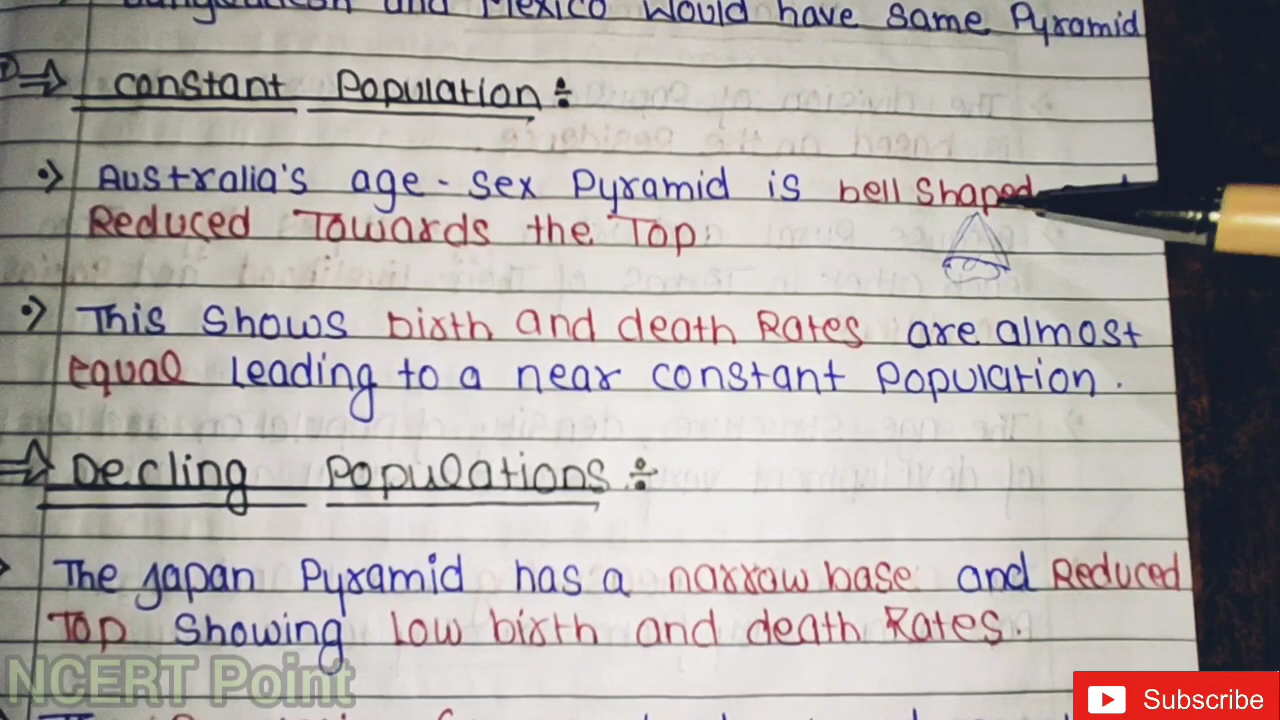 Bangladesh and Mexico would have same Pyramid
⇒ Constant Population ÷
•) Australia's age-sex Pyramid is bell shaped
Reduced Towards the Top.
•) This shows birth and death Rates are almost
equal leading to a near constant Population.
⇒ Decling Populations ÷
The Japan Pyramid has a narrow base and Reduced
Top showing low birth and death Rates.
NCERT Point
Subscribe